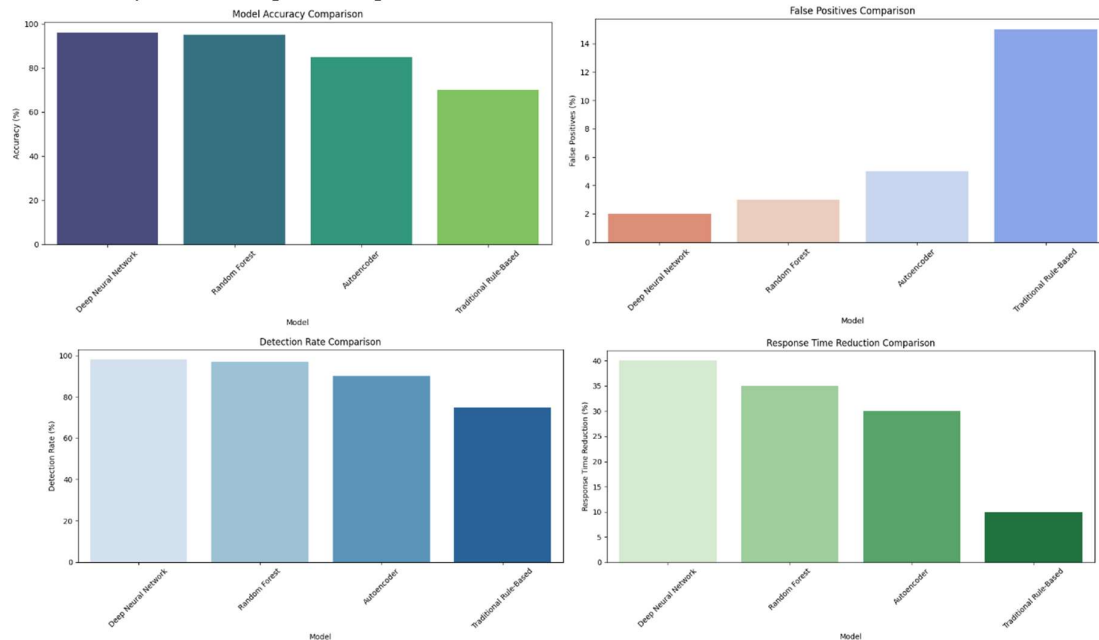 Model Accuracy Comparison
Accuracy (%)
100
80
60
40
20
0
Deep Neural Network
Random Forest
Autoencoder
Traditional Rule-Based
Model
False Positives Comparison
False Positives (%)
14
12
10
8
6
4
2
0
Deep Neural Network
Random Forest
Autoencoder
Traditional Rule-Based
Model
Detection Rate Comparison
Detection Rate (%)
100
80
60
40
20
0
Deep Neural Network
Random Forest
Autoencoder
Traditional Rule-Based
Model
Response Time Reduction Comparison
Response Time Reduction (%)
40
35
30
25
20
15
10
5
0
Deep Neural Network
Random Forest
Autoencoder
Traditional Rule-Based
Model